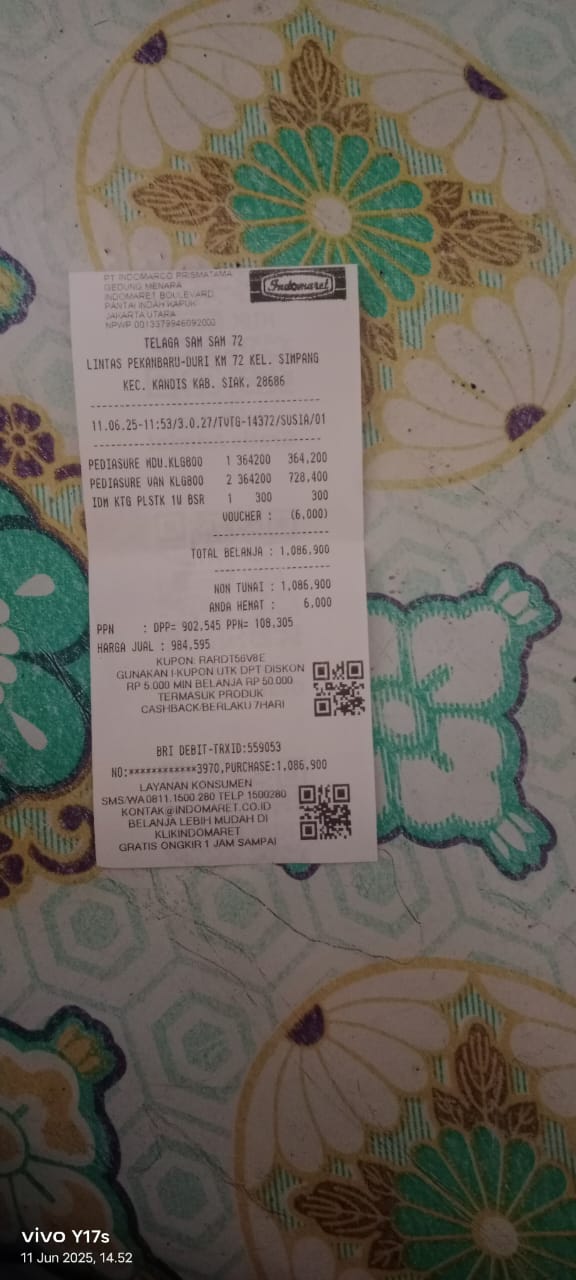 PT INDOMARCO PRISMATAMA
GEDUNG MENARA
INDOMARET BOULEVARD
PANTAI INDAH KAPUK
JAKARTA UTARA
NPWP 0013379946092000
Indomaret
TELAGA SAM SAM 72
LINTAS PEKANBARU-DURI KM 72 KEL. SIMPANG
KEC. KANDIS KAB. SIAK, 28686
11.06.25-11:53/3.0.27/TVTG-14372/SUSIA/01
PEDIASURE MDU.KLG800 1 364200 364,200
PEDIASURE VAN KLG800 2 364200 728,400
IDM KTG PLSTK 1U BSR 1 300 300
VOUCHER : (6,000)
TOTAL BELANJA : 1,086,900
NON TUNAI : 1,086,900
ANDA HEMAT : 6,000
PPN : DPP= 902,545 PPN= 108,305
HARGA JUAL : 984,595
KUPON: RARIDT56V8E
GUNAKAN I-KUPON UTK DPT DISKON
RP 5.000 MIN BELANJA RP 50.000
TERMASUK PRODUK
CASHBACK/BERLAKU 7HARI
BRI DEBIT-TRXID:559053
NO:************3970,PURCHASE:1,086,900
LAYANAN KONSUMEN
SMS/WA 0811.1500.280 TELP 1500280
KONTAK@INDOMARET.CO.ID
BELANJA LEBIH MUDAH DI
KLIKINDOMARET
GRATIS ONGKIR 1 JAM SAMPAI
vivo Y17s
11 Jun 2025, 14.52